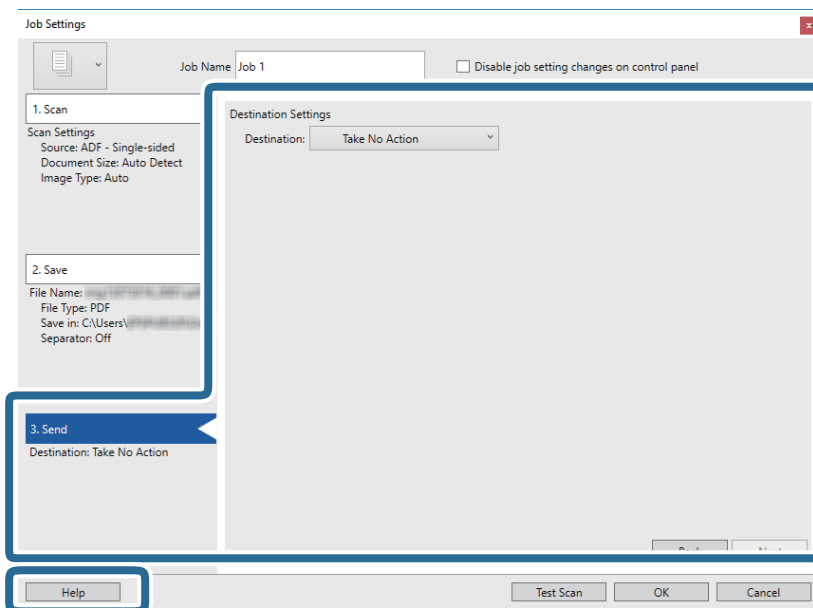 Job Settings
x
Job Name Job 1
Disable job setting changes on control panel
1. Scan
Scan Settings
Source: ADF - Single-sided
Document Size: Auto Detect
Image Type: Auto
2. Save
File Name:
File Type: PDF
Save in: C:\Users\
Separator: Off
3. Send
Destination: Take No Action
Destination Settings
Destination: Take No Action
Help
Test Scan
OK
Cancel